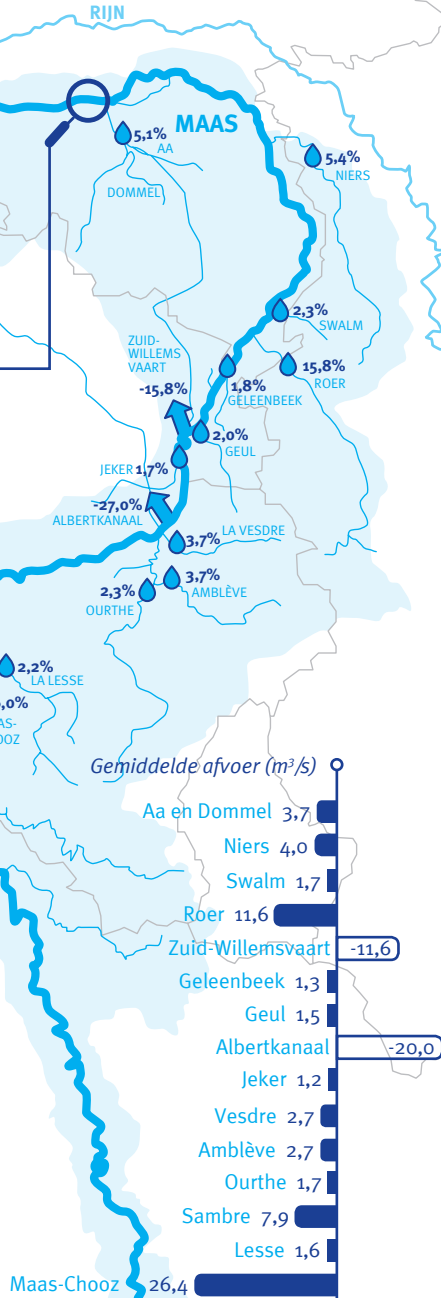 RIJN
MAAS
5,1%
AA
DOMMEL
5,4%
NIERS
2,3%
SWALM
ZUID-
WILLEMS
VAART
-15,8%
15,8%
ROER
1,8%
GELEENBEEK
2,0%
GEUL
JEKER 1,7%
-27,0%
ALBERTKANAAL
LA VESDRE
3,7%
3,7%
AMBLÈVE
2,3%
OURTHE
2,2%
LA LESSE
,0%
AS-
OOZ
Gemiddelde afvoer (m³/s)
Aa en Dommel 3,7
Niers 4,0
Swalm 1,7
Roer 11,6
Zuid-Willemsvaart -11,6
Geleenbeek 1,3
Geul 1,5
Albertkanaal -20,0
Jeker 1,2
Vesdre 2,7
Amblève 2,7
Ourthe 1,7
Sambre 7,9
Lesse 1,6
Maas-Chooz 26,4